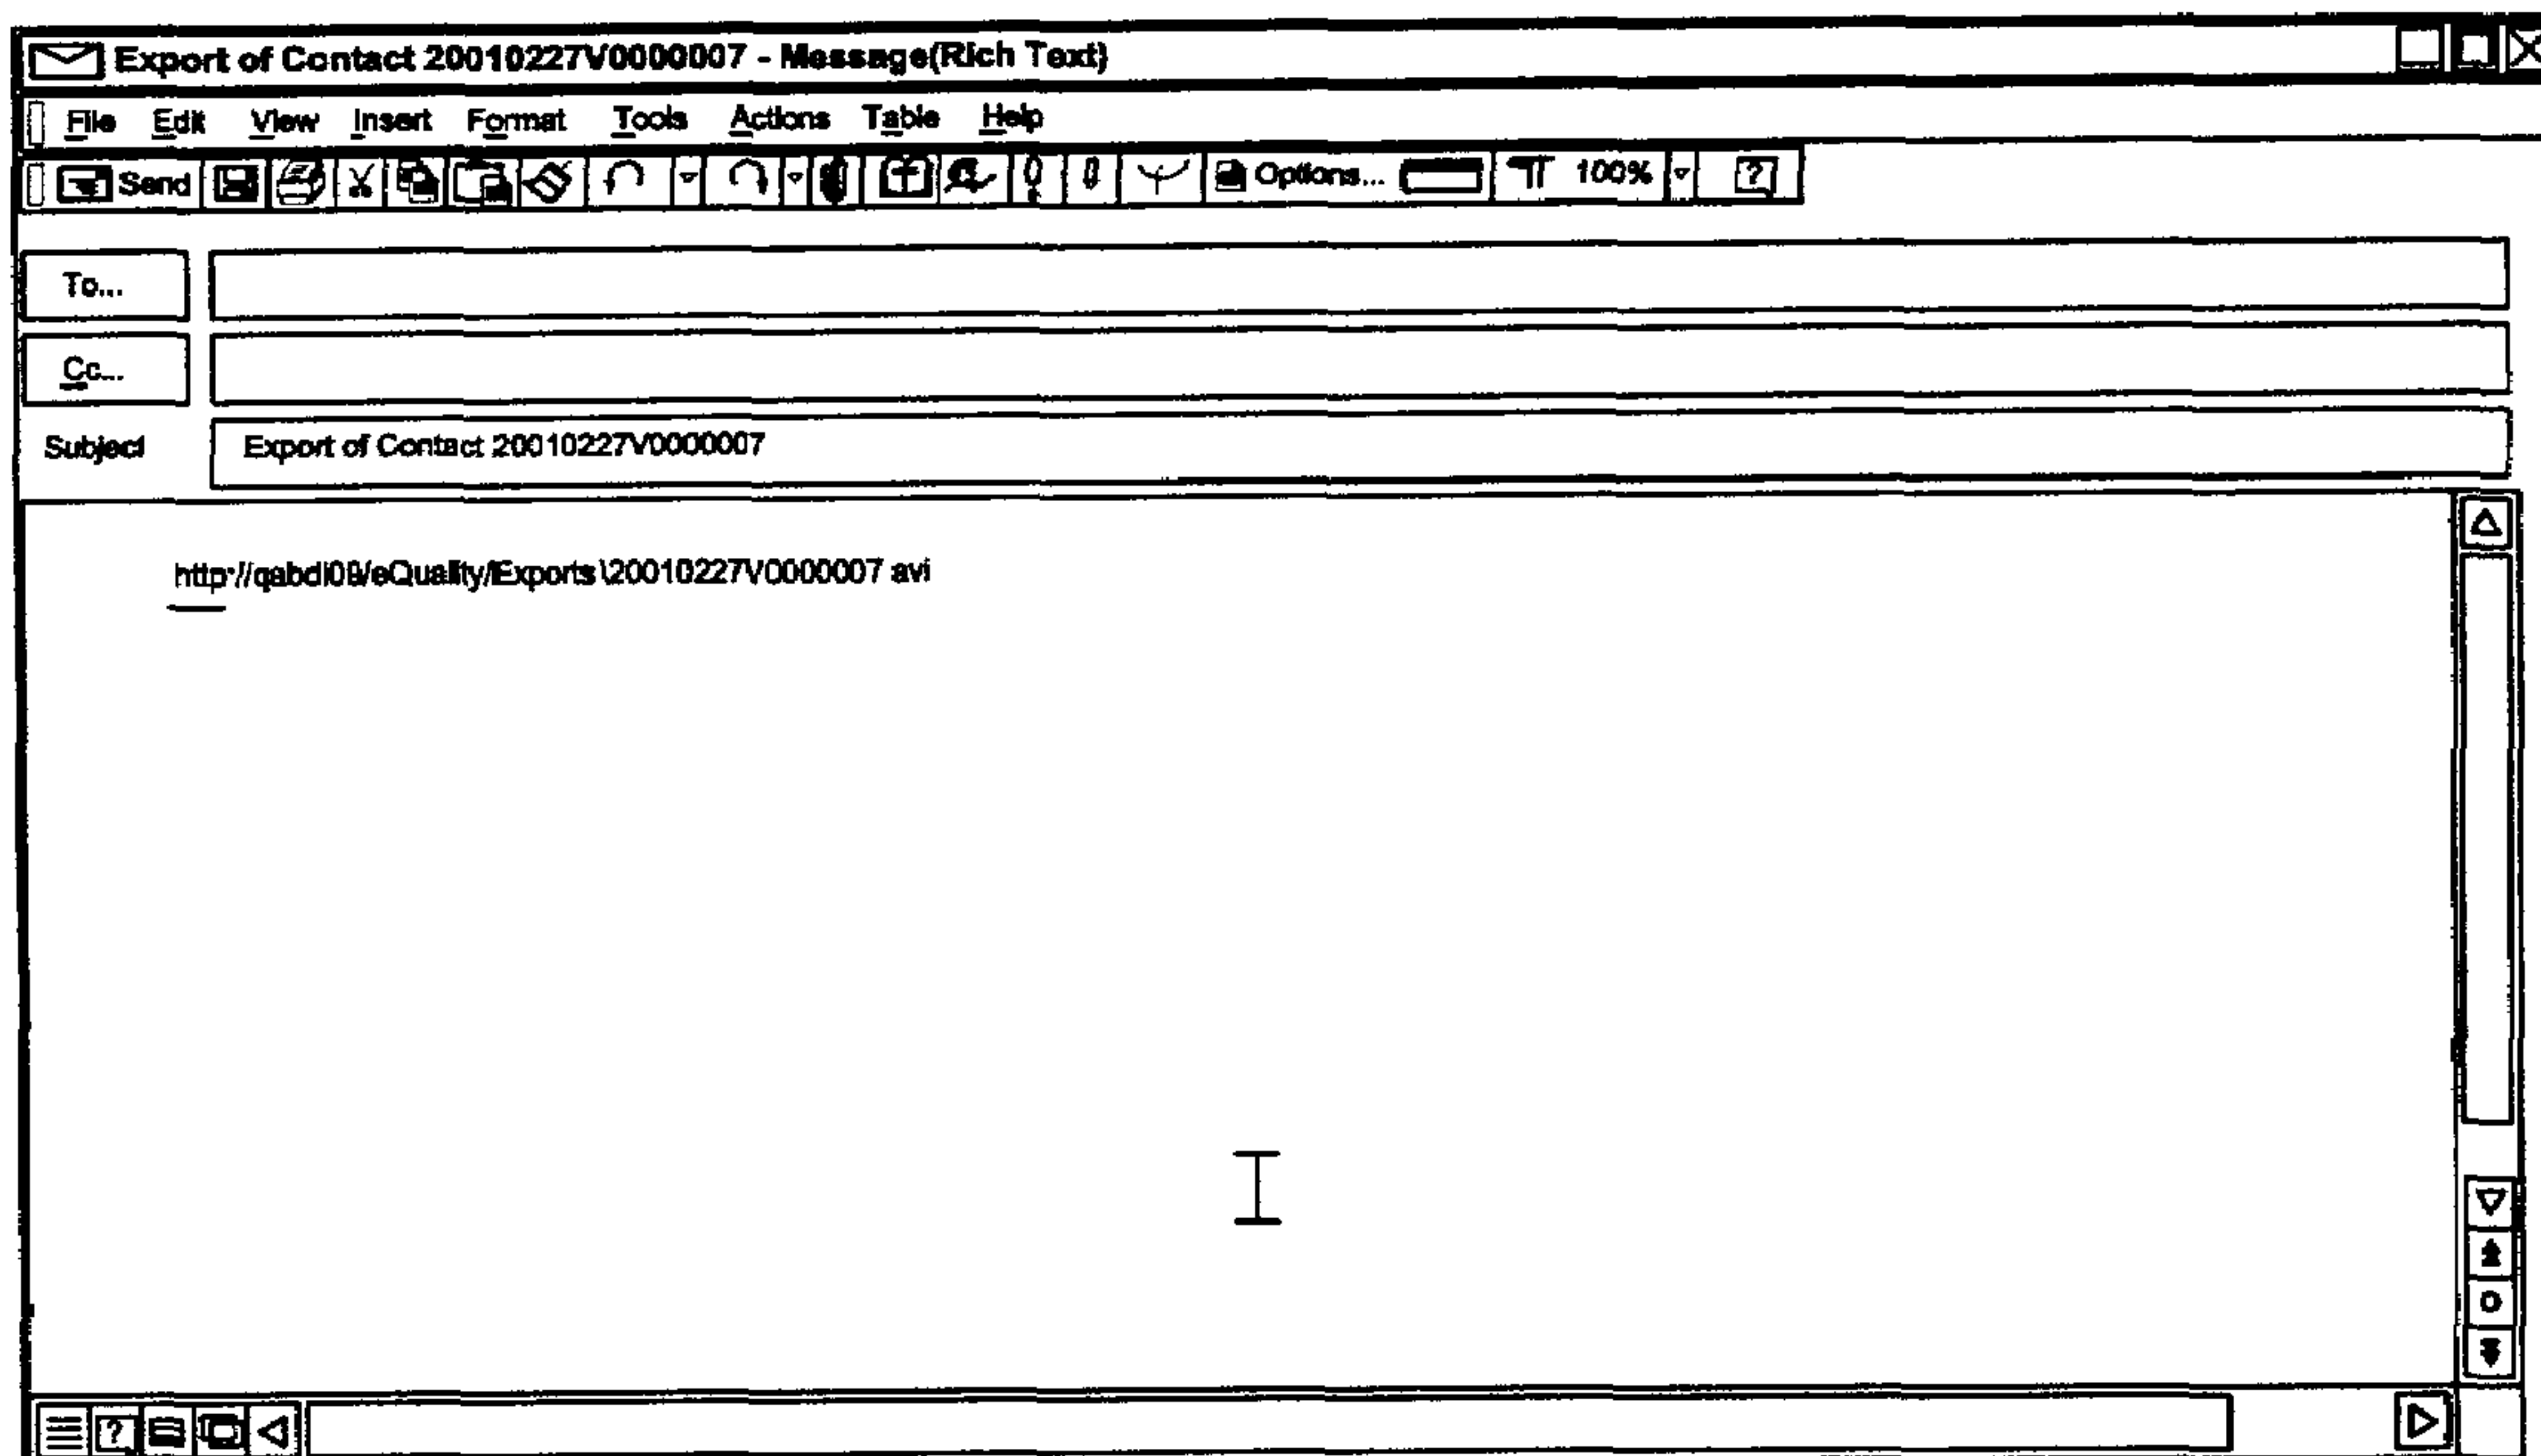 Export of Contact 20010227V0000007 - Message(Rich Text)
File Edit View Insert Format Tools Actions Table Help
Send Options... 100% ?
To...
Cc...
Subject Export of Contact 20010227V0000007
http://qabdl09/eQuality/Exports\20010227V0000007 avi
?